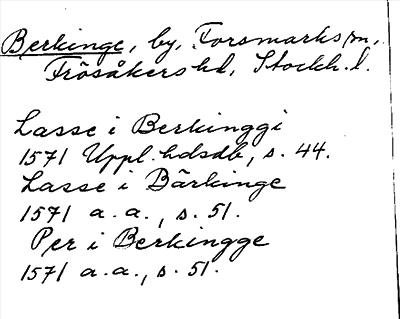 Berkinge, by, Forsmarks sn,
Frösåkers hd, Stockh. l.
Lasse i Berkinggi
1571 Uppl. hdsdb, s. 44.
Lasse i Bärkinge
1571 a. a., s. 51.
Per i Berkingge
1571 a. a., s. 51.